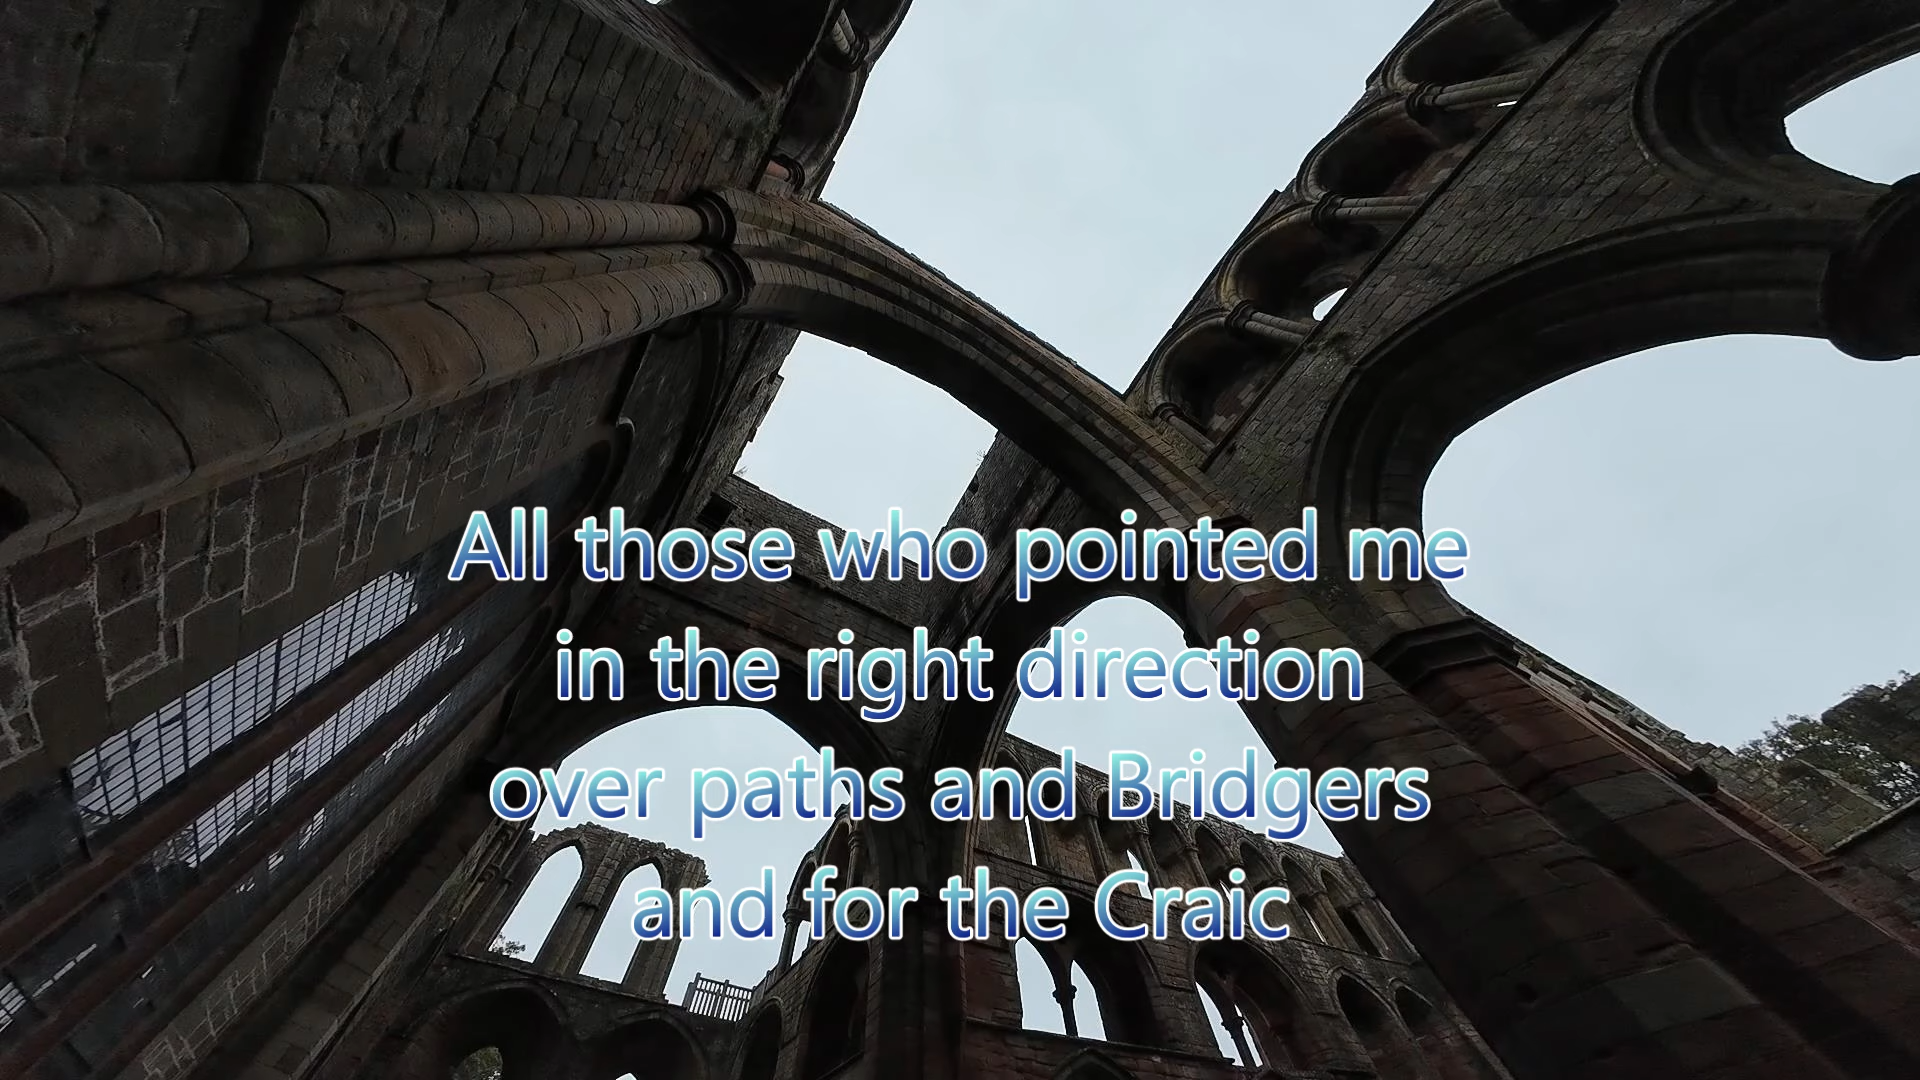 All those who pointed me
in the right direction
over paths and Bridgers
and for the Craic